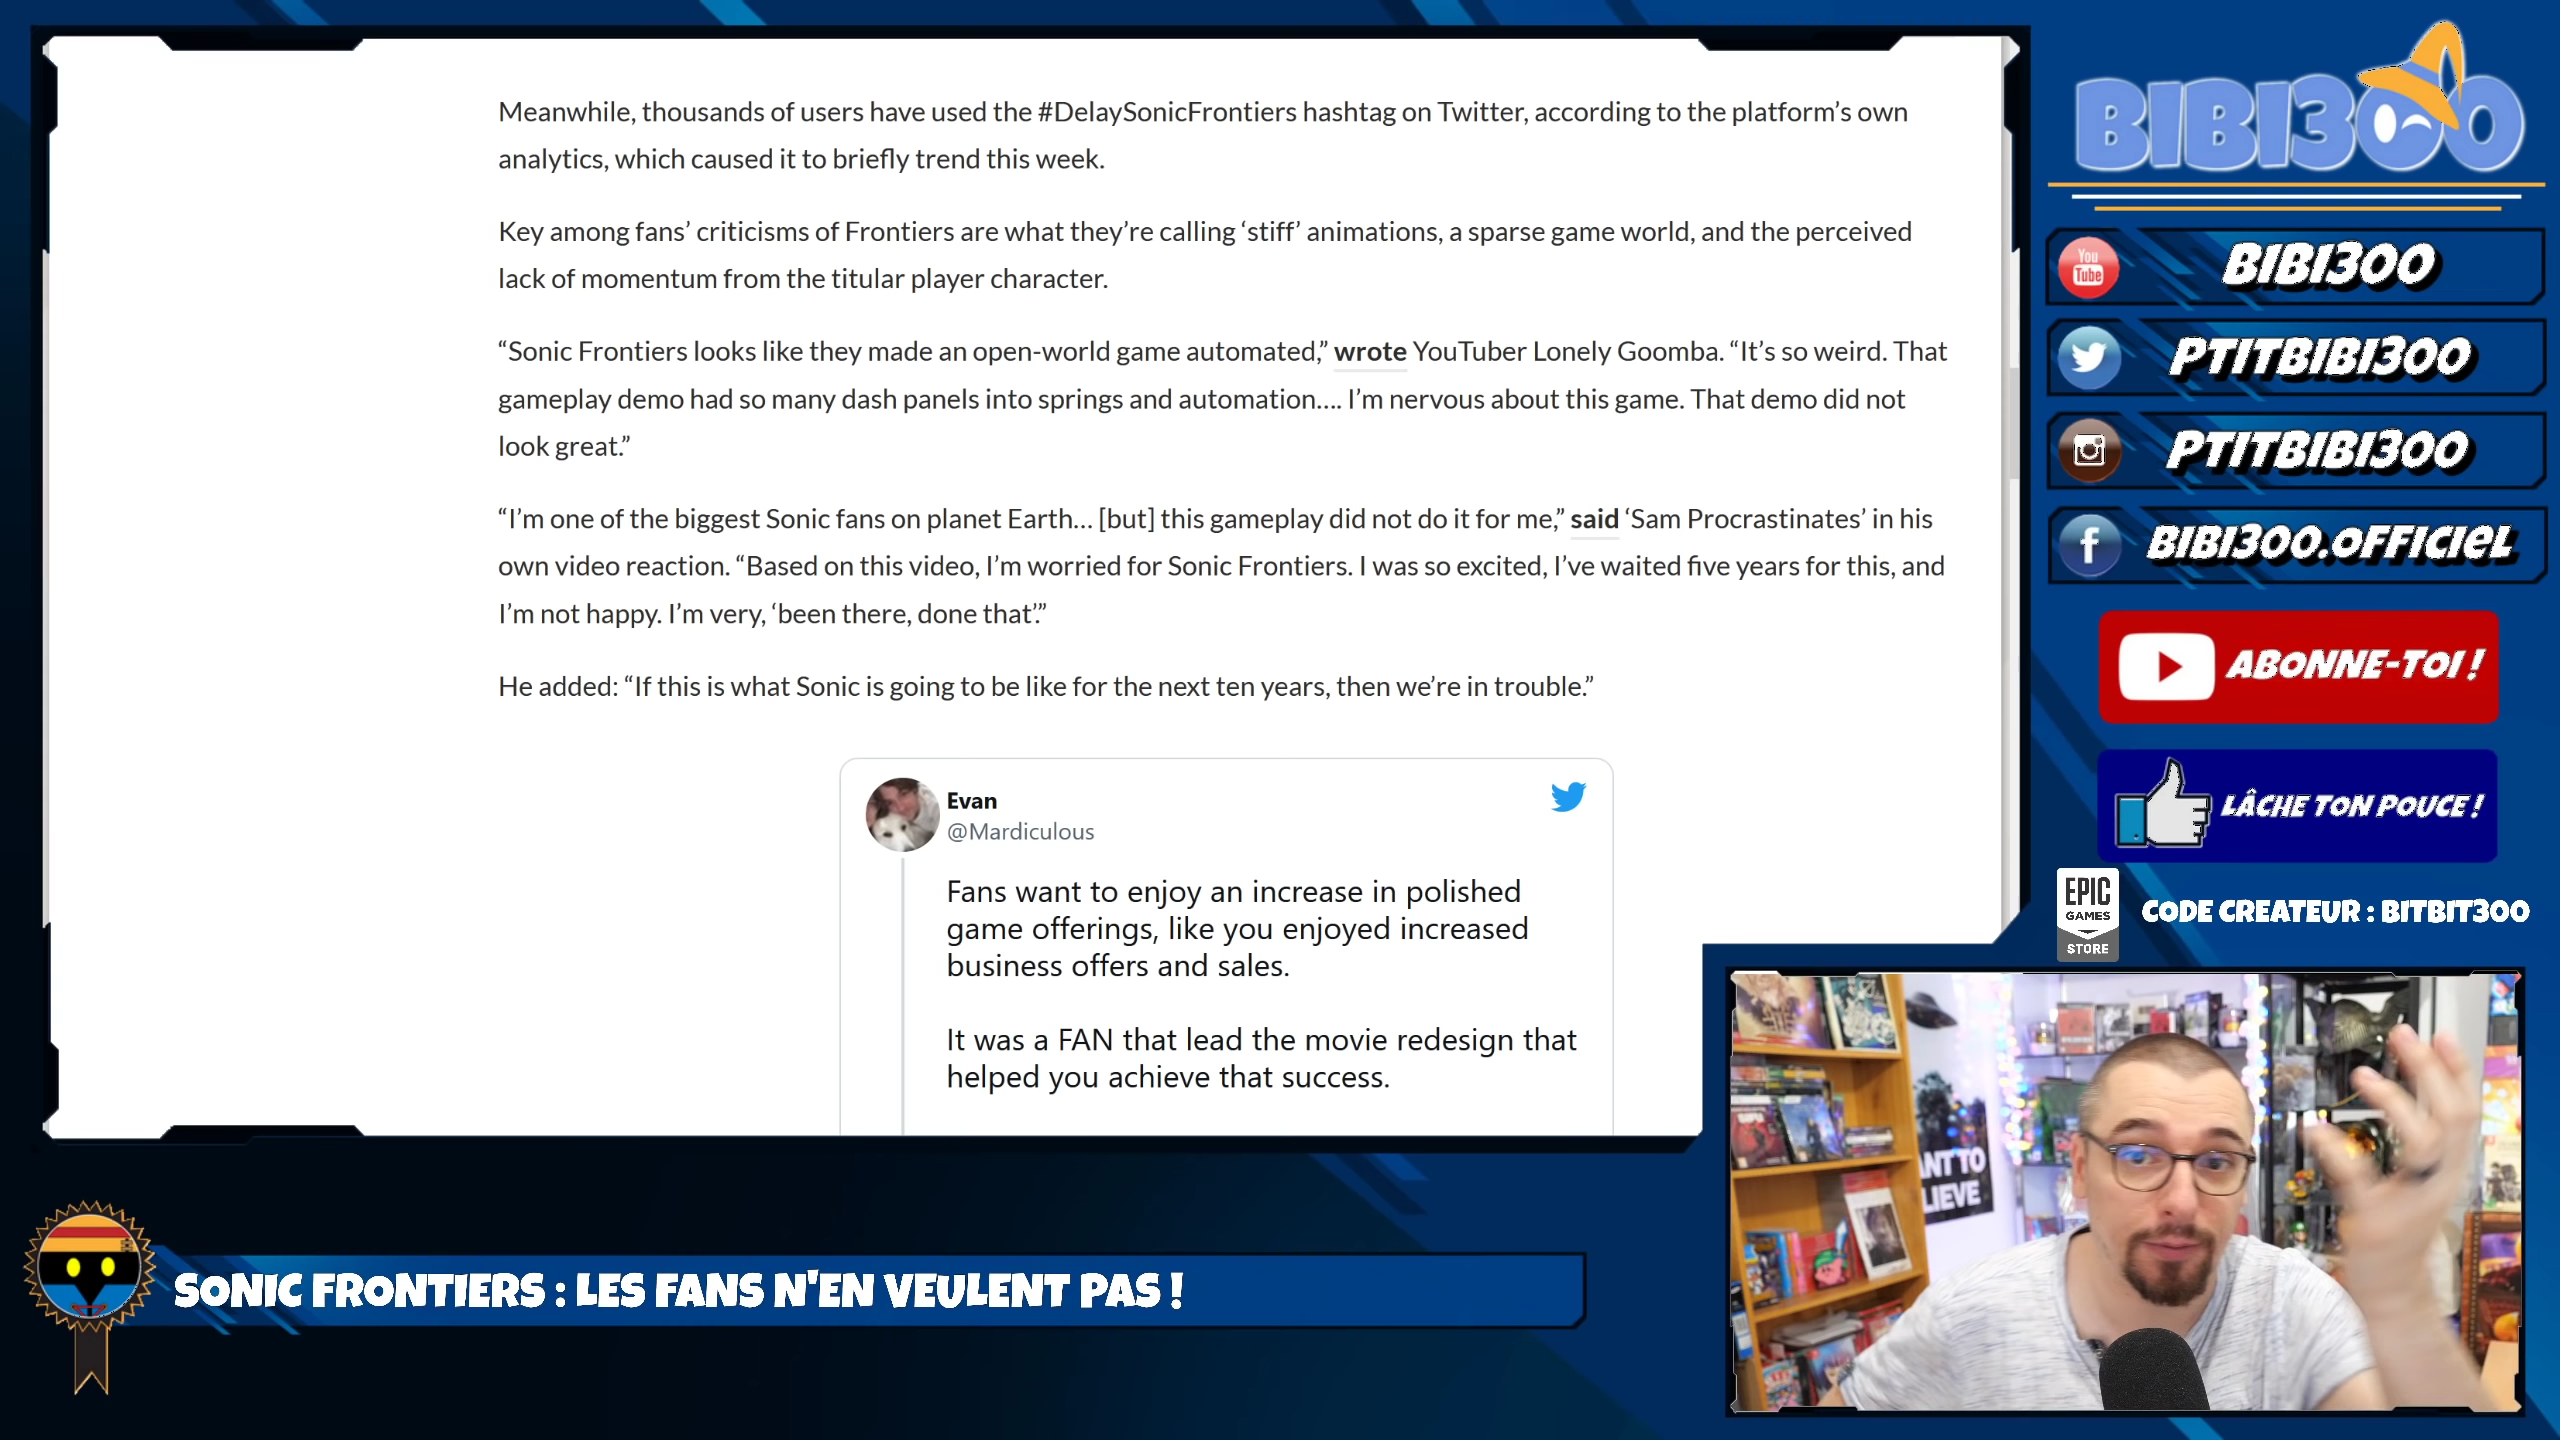 Meanwhile, thousands of users have used the #DelaySonicFrontiers hashtag on Twitter, according to the platform’s own
analytics, which caused it to briefly trend this week.
Key among fans’ criticisms of Frontiers are what they’re calling ‘stiff’ animations, a sparse game world, and the perceived
lack of momentum from the titular player character.
“Sonic Frontiers looks like they made an open-world game automated,” wrote YouTuber Lonely Goomba. “It’s so weird. That
gameplay demo had so many dash panels into springs and automation…. I’m nervous about this game. That demo did not
look great.”
“I’m one of the biggest Sonic fans on planet Earth… [but] this gameplay did not do it for me,” said ‘Sam Procrastinates’ in his
own video reaction. “Based on this video, I’m worried for Sonic Frontiers. I was so excited, I’ve waited five years for this, and
I’m not happy. I’m very, ‘been there, done that’.”
He added: “If this is what Sonic is going to be like for the next ten years, then we’re in trouble.”
Evan
@Mardiculous
Fans want to enjoy an increase in polished
game offerings, like you enjoyed increased
business offers and sales.
It was a FAN that lead the movie redesign that
helped you achieve that success.
SONIC FRONTIERS : LES FANS N'EN VEULENT PAS !
BIBI300
You
Tube
BIBI300
PTITBIBI300
PTITBIBI300
BIBI300.OFFICIEL
ABONNE-TOI !
LÂCHE TON POUCE !
EPIC
GAMES
STORE
CODE CREATEUR : BITBIT300
ANT TO
LIEVE